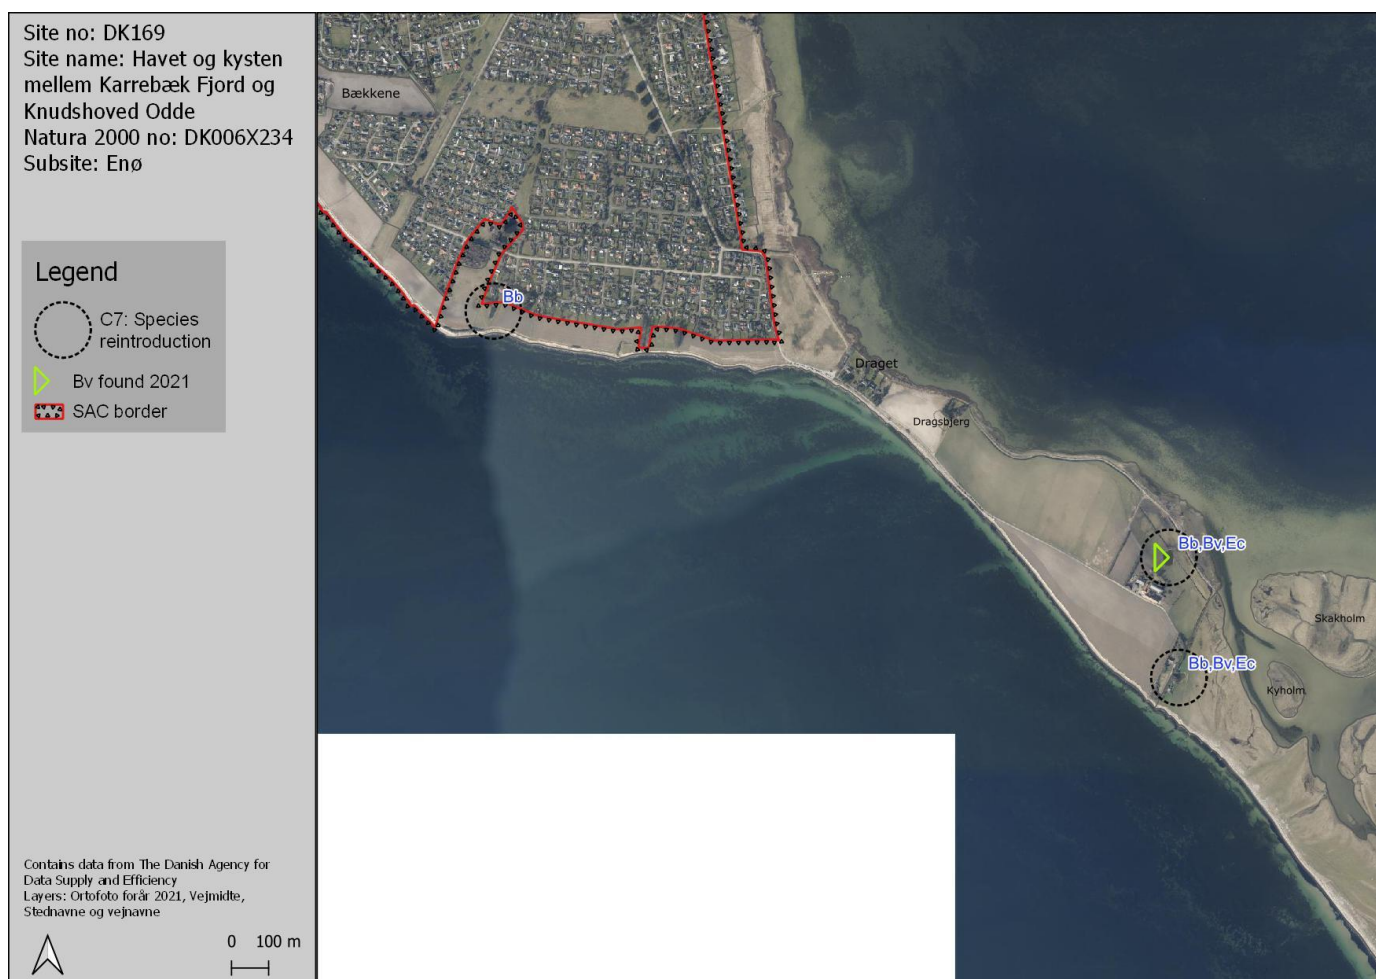 Site no: DK169
Site name: Havet og kysten
mellem Karrebæk Fjord og
Knudshoved Odde
Natura 2000 no: DK006X234
Subsite: Enø
Legend
C7: Species
reintroduction
Bv found 2021
SAC border
Contains data from The Danish Agency for
Data Supply and Efficiency
Layers: Ortofoto forår 2021, Vejmidte,
Stednavne og vejnavne
0 100 m
Bækkene
Bb
Draget
Dragsbjerg
Bb,Bv,Ec
Skakholm
Bb,Bv,Ec
Kyholm